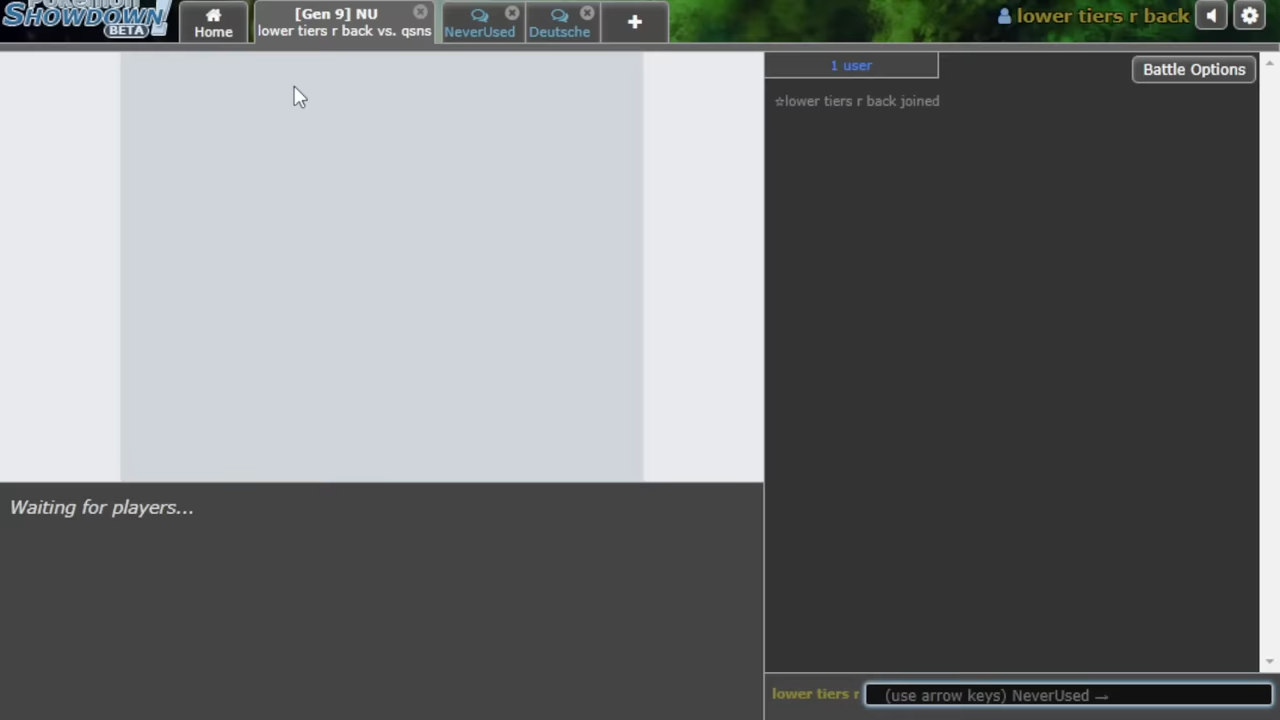 Pokémon
SHOWDOWN!
BETA
Home
[Gen 9] NU
lower tiers r back vs. qsns
NeverUsed
Deutsche
+
lower tiers r back
1 user
Battle Options
☆lower tiers r back joined
Waiting for players...
lower tiers r
(use arrow keys) NeverUsed →